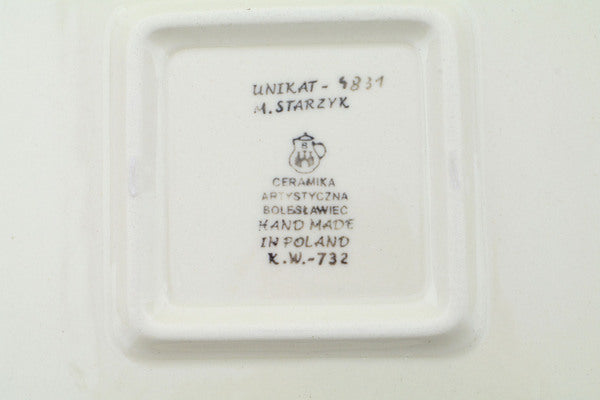 UNIKAT - 4831
M. STARZYK
B
CERAMIKA
ARTYSTYCZNA
BOLESŁAWIEC
HAND MADE
IN POLAND
K.W.-732